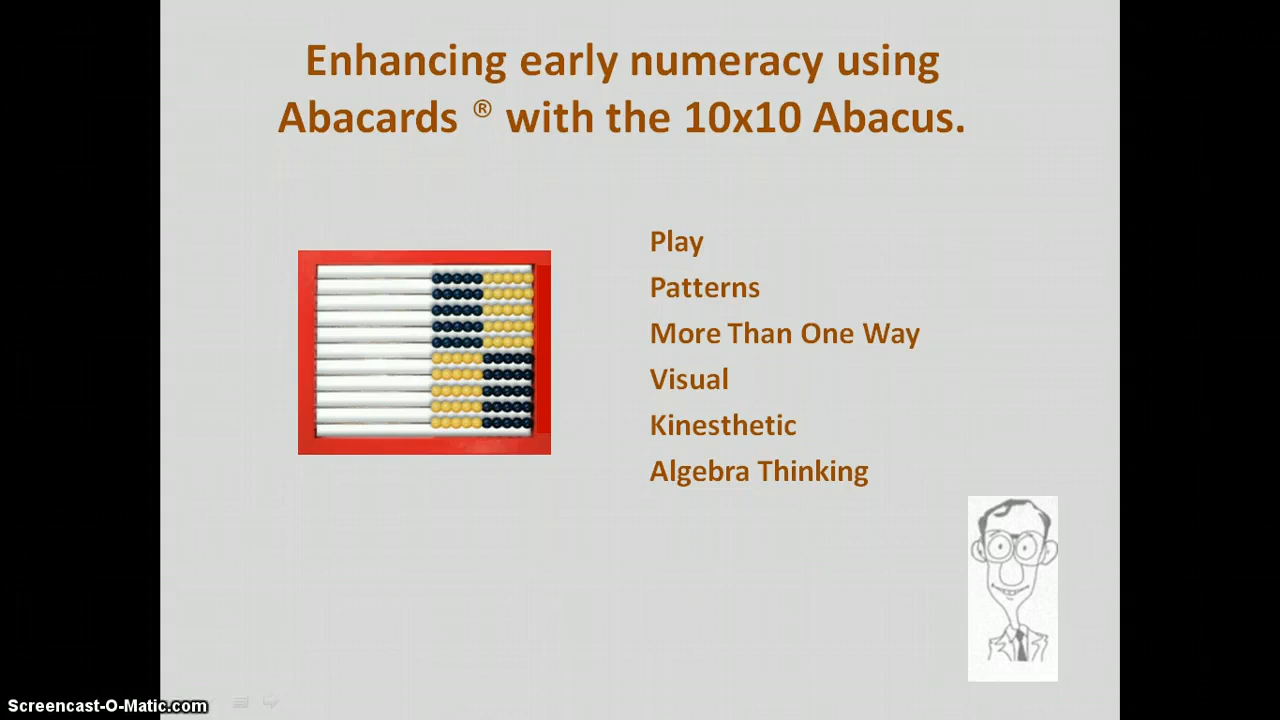 Enhancing early numeracy using
Abacards ® with the 10x10 Abacus.
Play
Patterns
More Than One Way
Visual
Kinesthetic
Algebra Thinking
Screencast-O-Matic.com